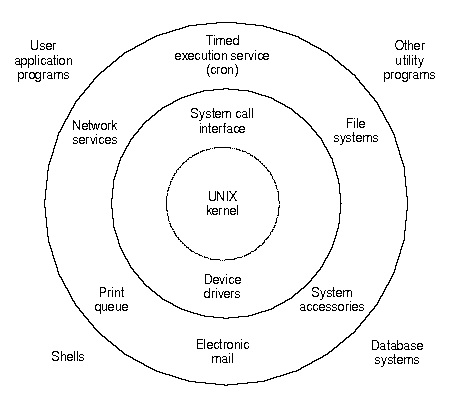 User
application
programs
Timed
execution service
(cron)
Other
utility
programs
Network
services
System call
interface
File
systems
UNIX
kernel
Print
queue
Device
drivers
System
accessories
Shells
Electronic
mail
Database
systems